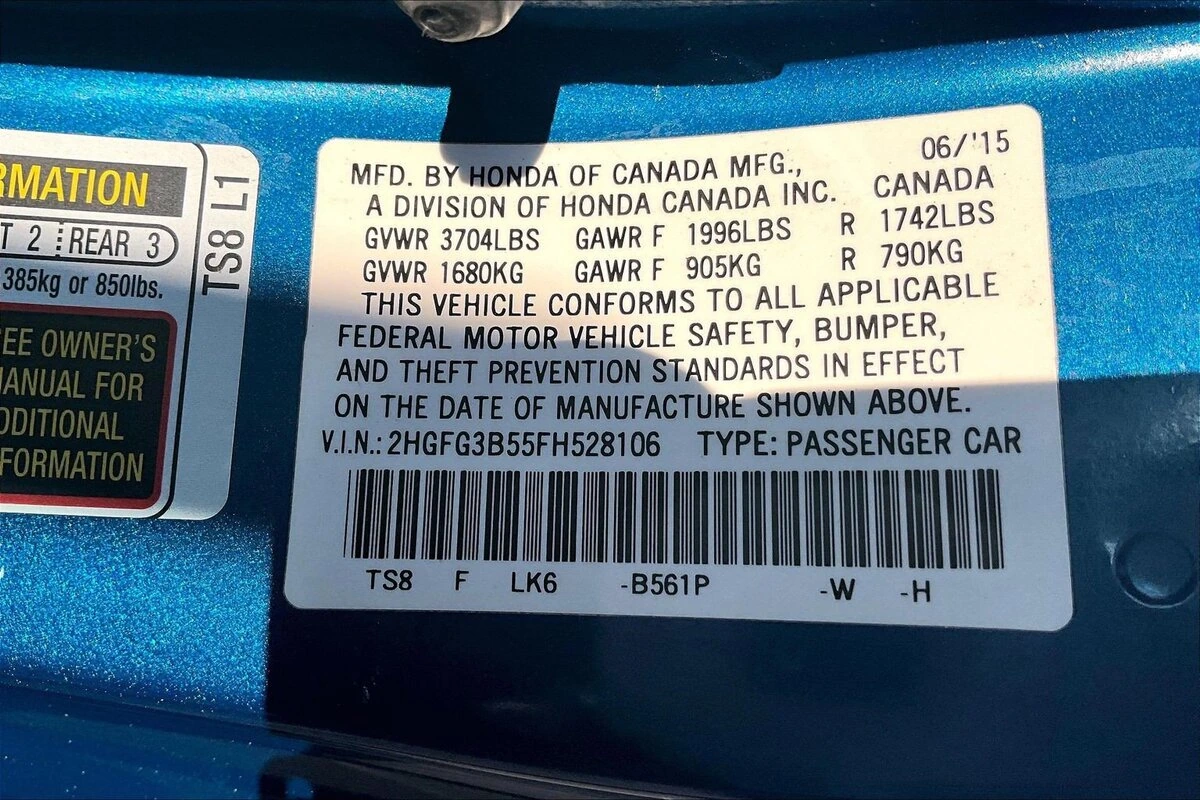 RMATION
T 2 REAR 3
385kg or 850lbs.
EE OWNER'S
ANUAL FOR
DDITIONAL
FORMATION
TS8 L1
06/'15
MFD. BY HONDA OF CANADA MFG.,
A DIVISION OF HONDA CANADA INC. CANADA
GVWR 3704LBS GAWR F 1996LBS R 1742LBS
GVWR 1680KG GAWR F 905KG R 790KG
THIS VEHICLE CONFORMS TO ALL APPLICABLE
FEDERAL MOTOR VEHICLE SAFETY, BUMPER,
AND THEFT PREVENTION STANDARDS IN EFFECT
ON THE DATE OF MANUFACTURE SHOWN ABOVE.
V.I.N.: 2HGFG3B55FH528106 TYPE: PASSENGER CAR
TS8 F LK6 -B561P -W -H